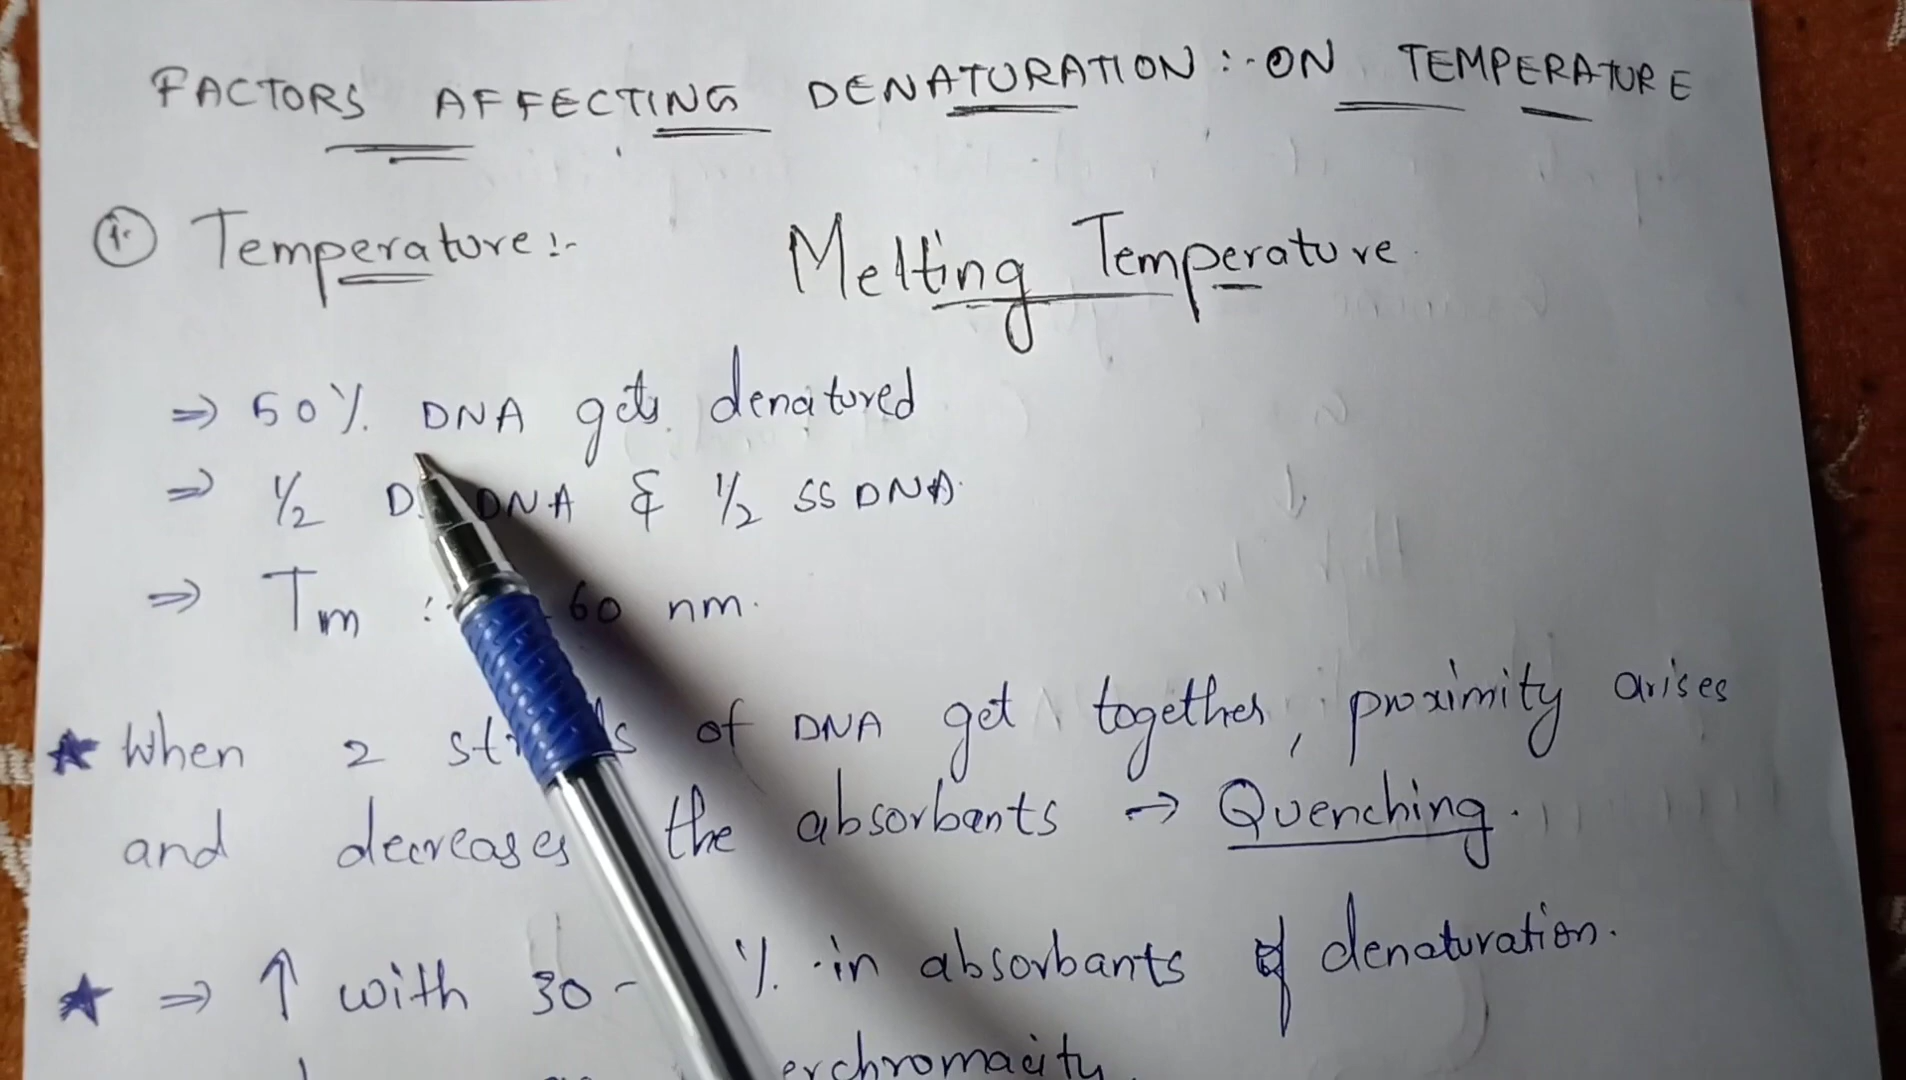 FACTORS AFFECTING DENATURATION :- ON TEMPERATURE
1. Temperature :- Melting Temperature
⇒ 50% DNA gets denatured
⇒ 1/2 DNA & 1/2 ss DNA.
⇒ Tm : 60 nm.
★ When 2 of DNA get together, proximity arises
and decreases the absorbants → Quenching.
★ ⇒ ↑ with 30 - % in absorbants of denaturation.